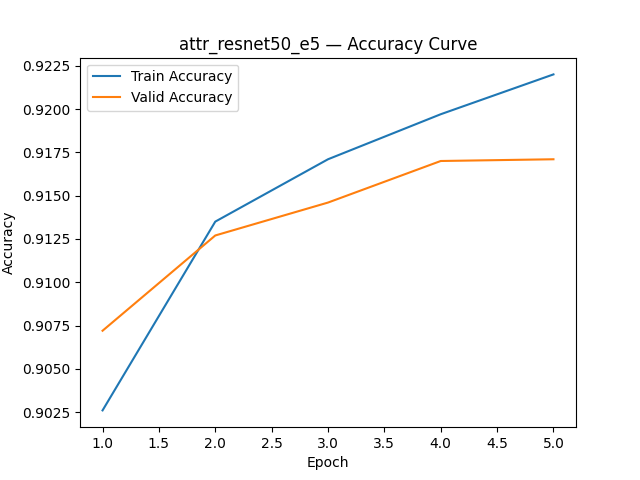 attr_resnet50_e5 — Accuracy Curve
Train Accuracy
Valid Accuracy
Accuracy
0.9225
0.9200
0.9175
0.9150
0.9125
0.9100
0.9075
0.9050
0.9025
1.0 1.5 2.0 2.5 3.0 3.5 4.0 4.5 5.0
Epoch